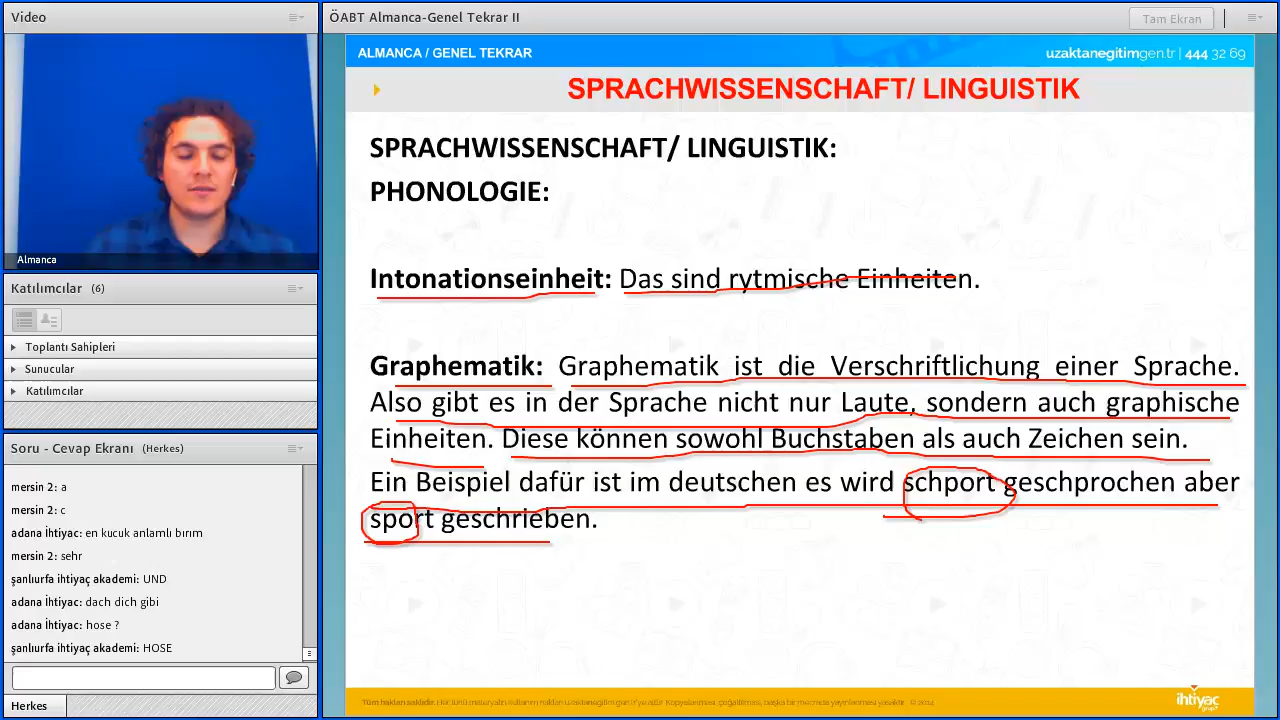 Video
Almanca
Katılımcılar (6)
Toplantı Sahipleri
Sunucular
Katılımcılar
Soru - Cevap Ekranı (Herkes)
mersin 2: a
mersin 2: c
adana ihtiyac: en kucuk anlamlı bırım
mersin 2: sehr
şanlıurfa ihtiyaç akademi: UND
adana İhtiyaç: dach dich gibi
adana İhtiyaç: hose ?
şanlıurfa ihtiyaç akademi: HOSE
Herkes
ÖABT Almanca-Genel Tekrar II
Tam Ekran
ALMANCA / GENEL TEKRAR
uzaktanegitimgen.tr | 444 32 69
SPRACHWISSENSCHAFT/ LINGUISTIK
SPRACHWISSENSCHAFT/ LINGUISTIK:
PHONOLOGIE:
Intonationseinheit: Das sind rytmische Einheiten.
Graphematik: Graphematik ist die Verschriftlichung einer Sprache.
Also gibt es in der Sprache nicht nur Laute, sondern auch graphische
Einheiten. Diese können sowohl Buchstaben als auch Zeichen sein.
Ein Beispiel dafür ist im deutschen es wird schport geschprochen aber
sport geschrieben.
Tüm hakları saklıdır.
© 2014
ihtiyaç